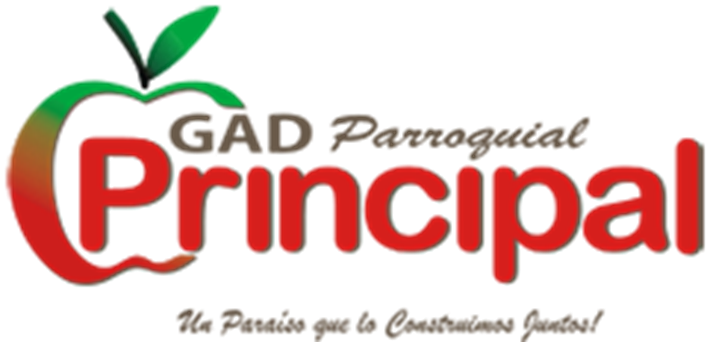 GAD Parroquial
Principal
Un Paraíso que lo Construimos Juntos!